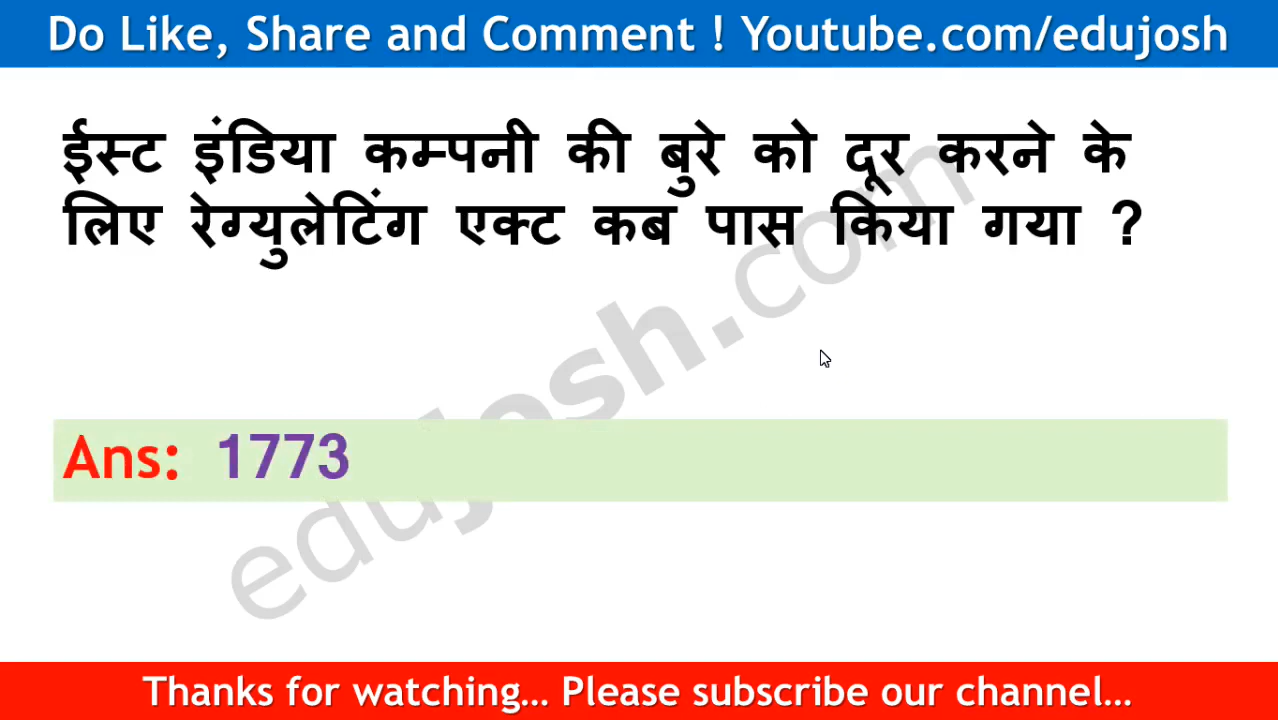 Do Like, Share and Comment ! Youtube.com/edujosh
ईस्ट इंडिया कम्पनी की बुरे को दूर करने के
लिए रेग्युलेटिंग एक्ट कब पास किया गया ?
edujosh.com
Ans: 1773
Thanks for watching… Please subscribe our channel…